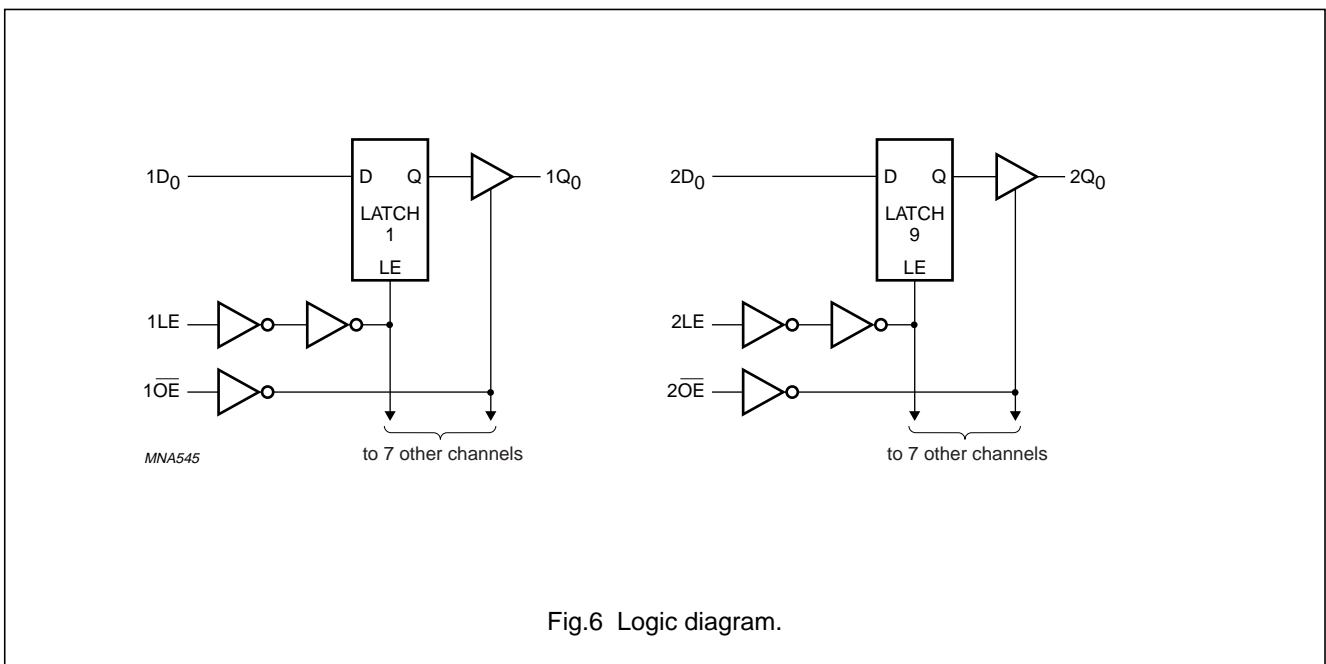 1D0
D Q
LATCH
1
LE
1Q0
1LE
1OE
MNA545
to 7 other channels
2D0
D Q
LATCH
9
LE
2Q0
2LE
2OE
to 7 other channels
Fig.6 Logic diagram.